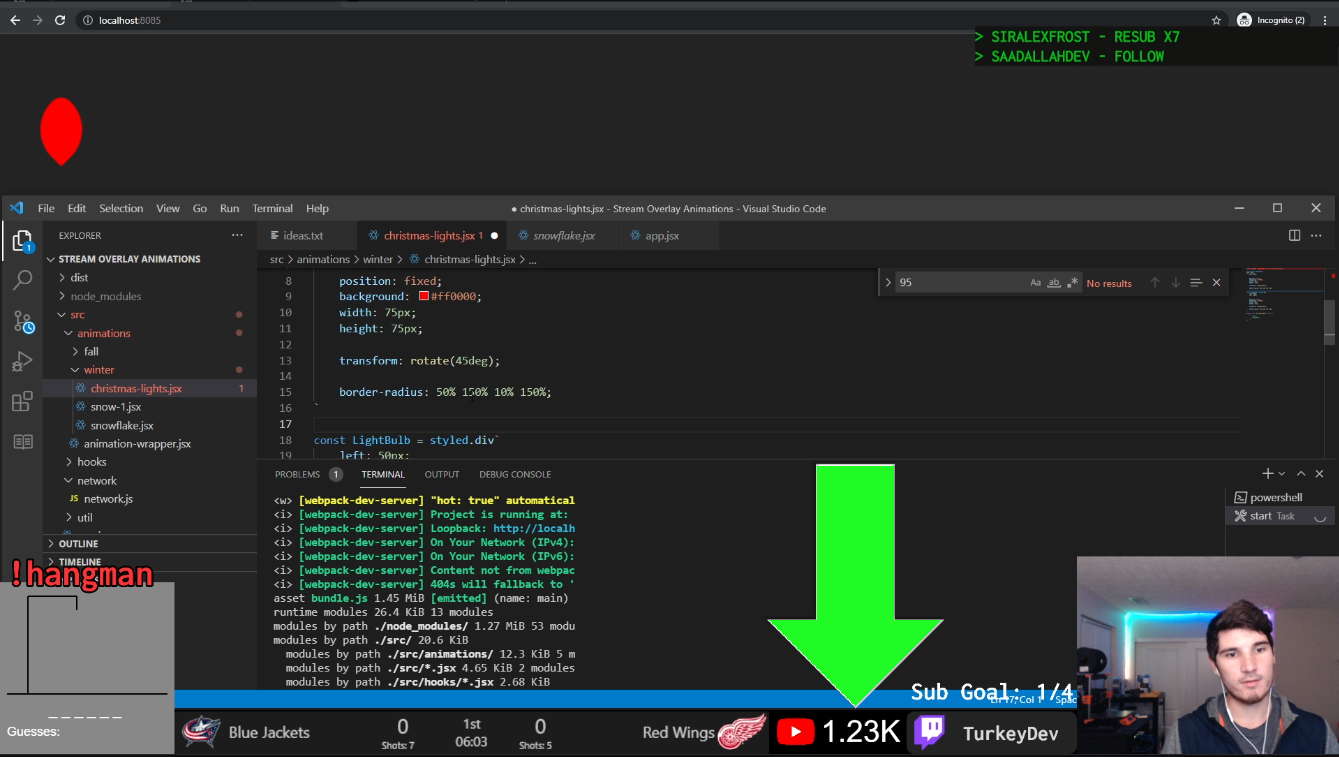 localhost:8085
Incognito (2)
> SIRALEXFROST - RESUB X7
> SAADALLAHDEV - FOLLOW
File Edit Selection View Go Run Terminal Help
● christmas-lights.jsx - Stream Overlay Animations - Visual Studio Code
EXPLORER
ideas.txt
christmas-lights.jsx 1
snowflake.jsx
app.jsx
STREAM OVERLAY ANIMATIONS
src > animations > winter > christmas-lights.jsx > ...
dist
node_modules
src
animations
fall
winter
christmas-lights.jsx 1
snow-1.jsx
snowflake.jsx
animation-wrapper.jsx
hooks
network
JS network.js
util
OUTLINE
TIMELINE
1
95
Aa ab
No results
8 position: fixed;
9 background: #ff0000;
10 width: 75px;
11 height: 75px;
12
13 transform: rotate(45deg);
14
15 border-radius: 50% 150% 10% 150%;
16 `
17
18 const LightBulb = styled.div`
19 left: 50px;
PROBLEMS 1 TERMINAL OUTPUT DEBUG CONSOLE
<w> [webpack-dev-server] "hot: true" automatical
<i> [webpack-dev-server] Project is running at:
<i> [webpack-dev-server] Loopback: http://localh
<i> [webpack-dev-server] On Your Network (IPv4):
<i> [webpack-dev-server] On Your Network (IPv6):
<i> [webpack-dev-server] Content not from webpac
<i> [webpack-dev-server] 404s will fallback to '
asset bundle.js 1.45 MiB [emitted] (name: main)
runtime modules 26.4 KiB 13 modules
modules by path ./node_modules/ 1.27 MiB 53 modu
modules by path ./src/ 20.6 KiB
modules by path ./src/animations/ 12.3 KiB 5 m
modules by path ./src/*.jsx 4.65 KiB 2 modules
modules by path ./src/hooks/*.jsx 2.68 KiB
powershell
start Task
!hangman
______
Guesses:
Sub Goal: 1/4
Ln 17, Col 1 Spac
Blue Jackets
0
Shots: 7
1st
06:03
0
Shots: 5
Red Wings
1.23K
TurkeyDev